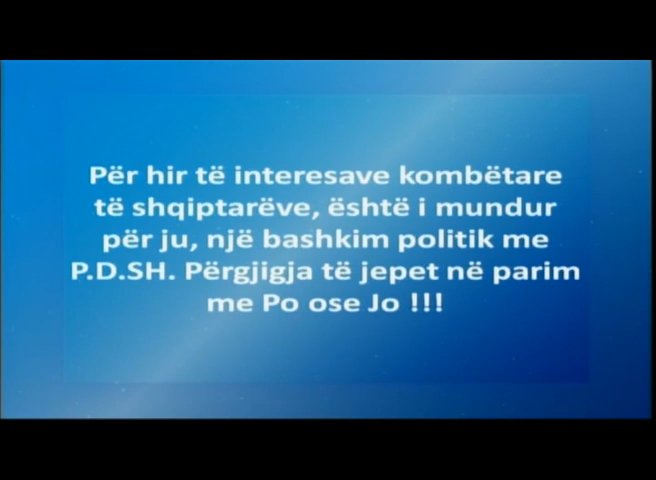 Për hir të interesave kombëtare
të shqiptarëve, është i mundur
për ju, një bashkim politik me
P.D.SH. Përgjigja të jepet në parim
me Po ose Jo !!!